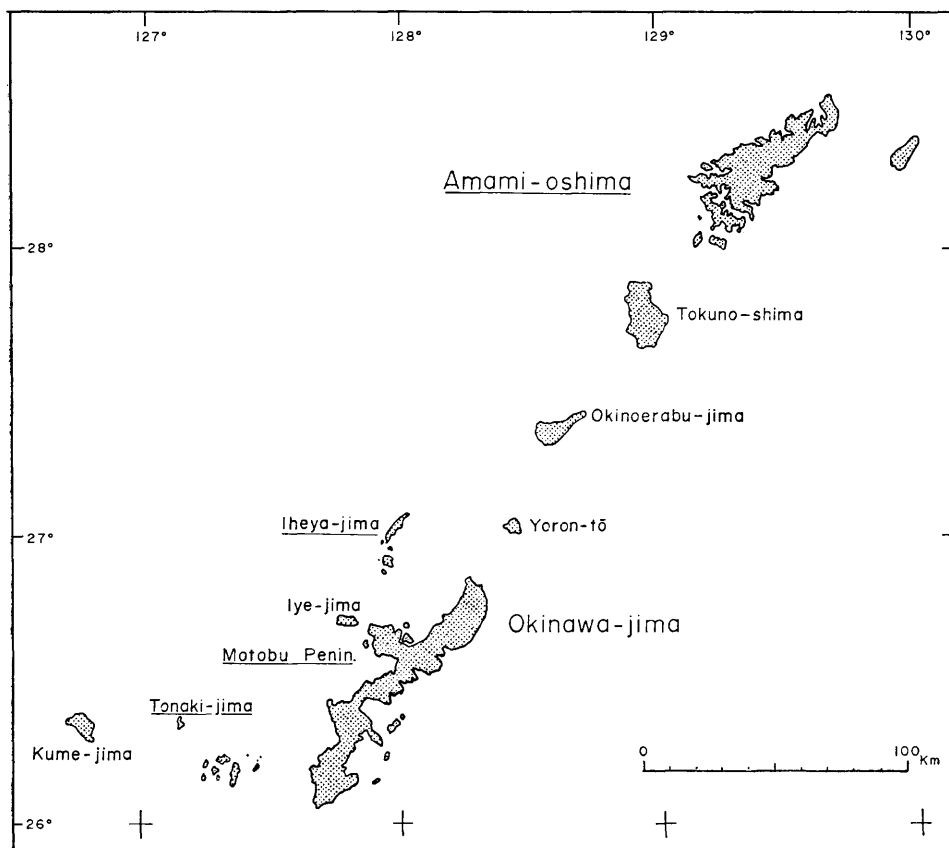 127° 128° 129° 130°
Amami-oshima
28°
Tokuno-shima
Okinoerabu-jima
Iheya-jima
Yoron-tō
27°
Iye-jima
Okinawa-jima
Motobu Penin.
Tonaki-jima
Kume-jima
0 100
Km
26°